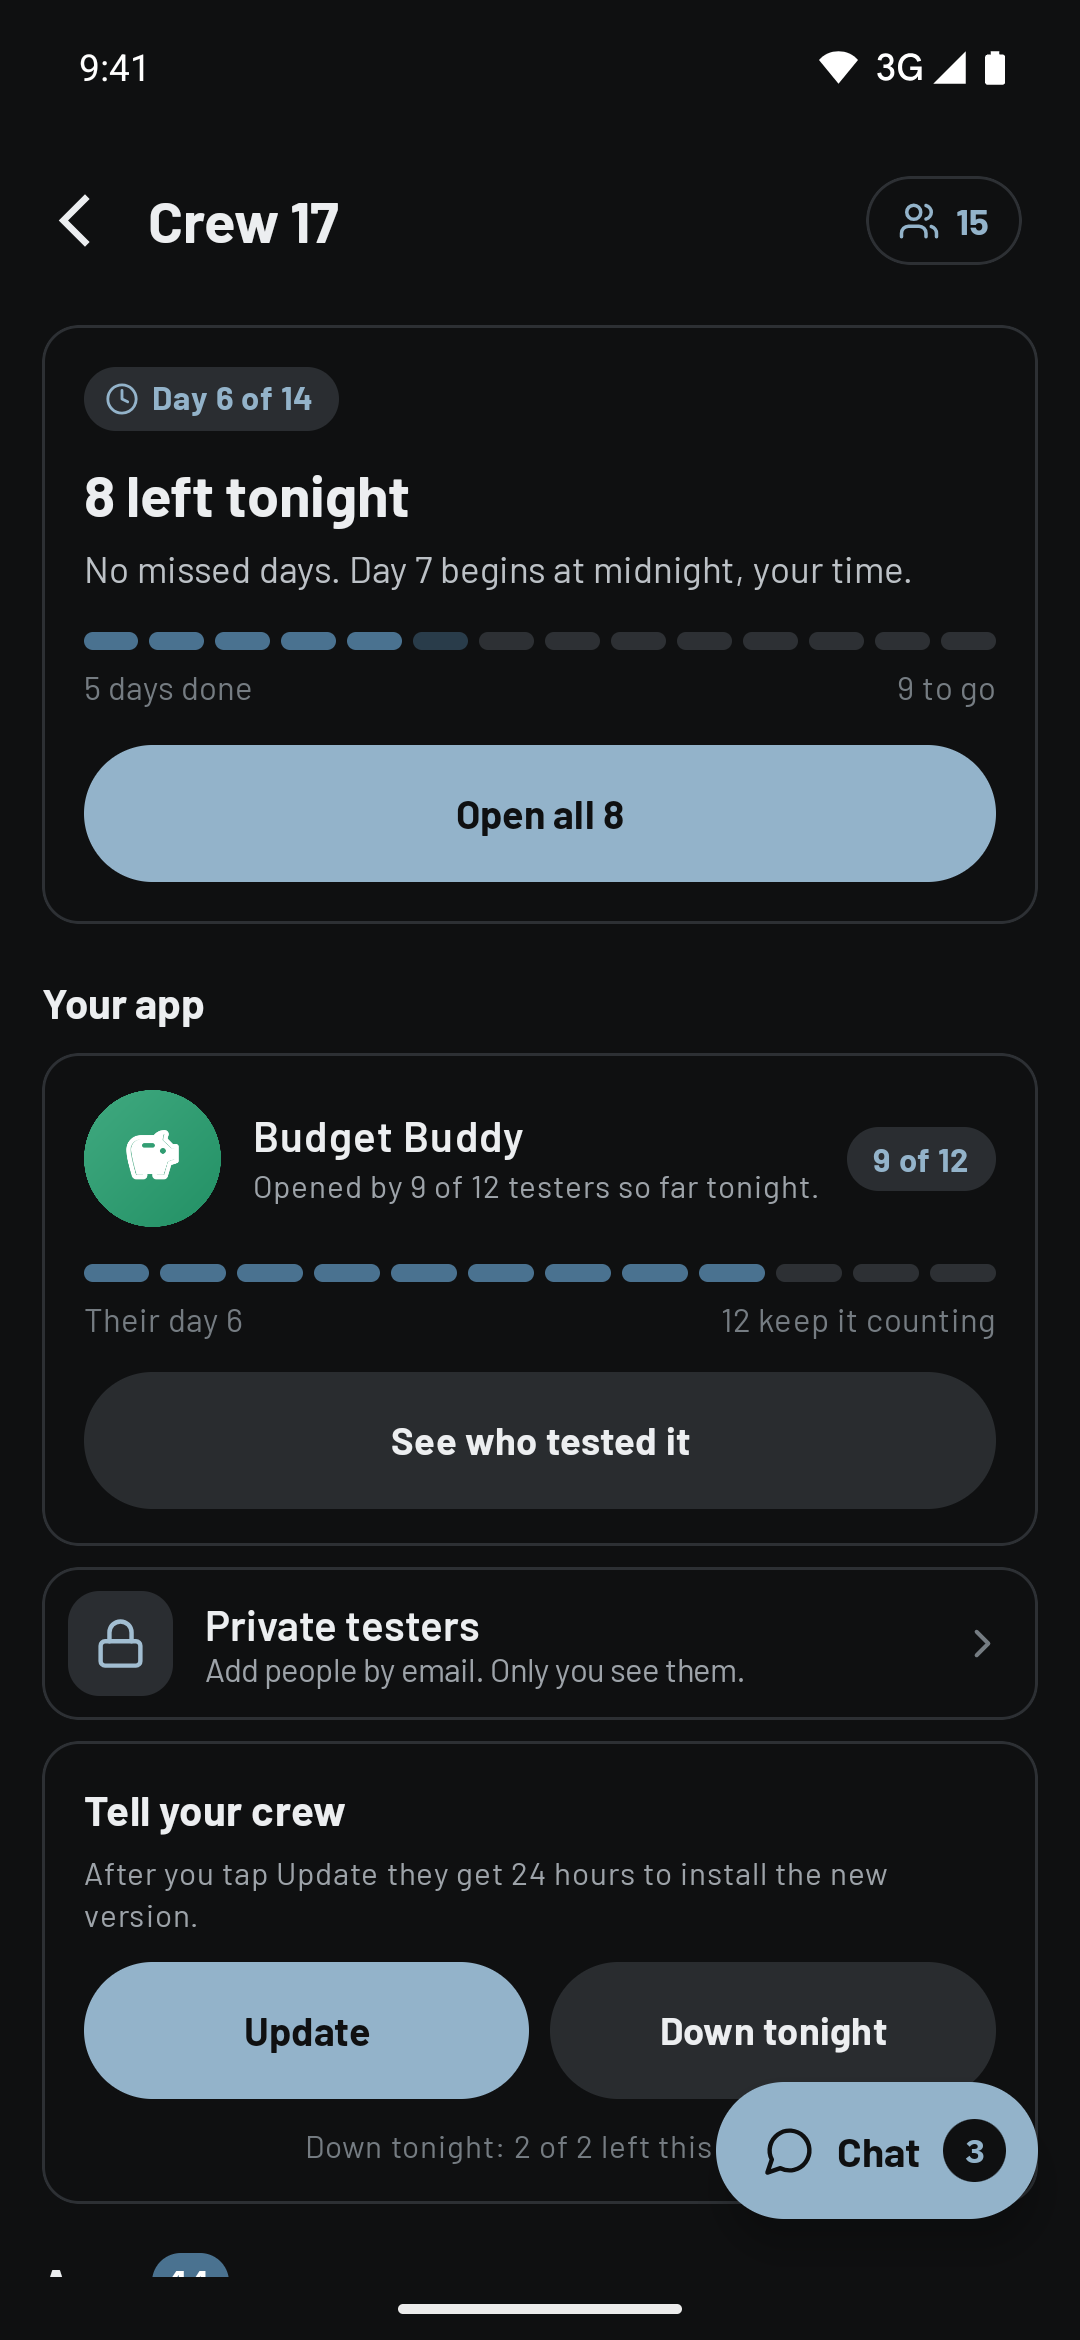 9:41
3G
Crew 17
15
Day 6 of 14
8 left tonight
No missed days. Day 7 begins at midnight, your time.
5 days done
9 to go
Open all 8
Your app
Budget Buddy
Opened by 9 of 12 testers so far tonight.
9 of 12
Their day 6
12 keep it counting
See who tested it
Private testers
Add people by email. Only you see them.
Tell your crew
After you tap Update they get 24 hours to install the new
version.
Update
Down tonight
Down tonight: 2 of 2 left this
Chat
3